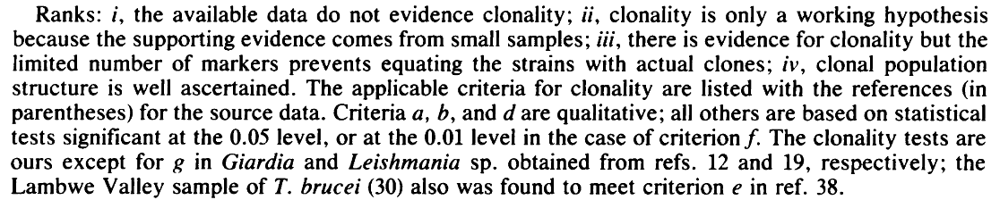 Ranks: i, the available data do not evidence clonality; ii, clonality is only a working hypothesis
because the supporting evidence comes from small samples; iii, there is evidence for clonality but the
limited number of markers prevents equating the strains with actual clones; iv, clonal population
structure is well ascertained. The applicable criteria for clonality are listed with the references (in
parentheses) for the source data. Criteria a, b, and d are qualitative; all others are based on statistical
tests significant at the 0.05 level, or at the 0.01 level in the case of criterion f. The clonality tests are
ours except for g in Giardia and Leishmania sp. obtained from refs. 12 and 19, respectively; the
Lambwe Valley sample of T. brucei (30) also was found to meet criterion e in ref. 38.